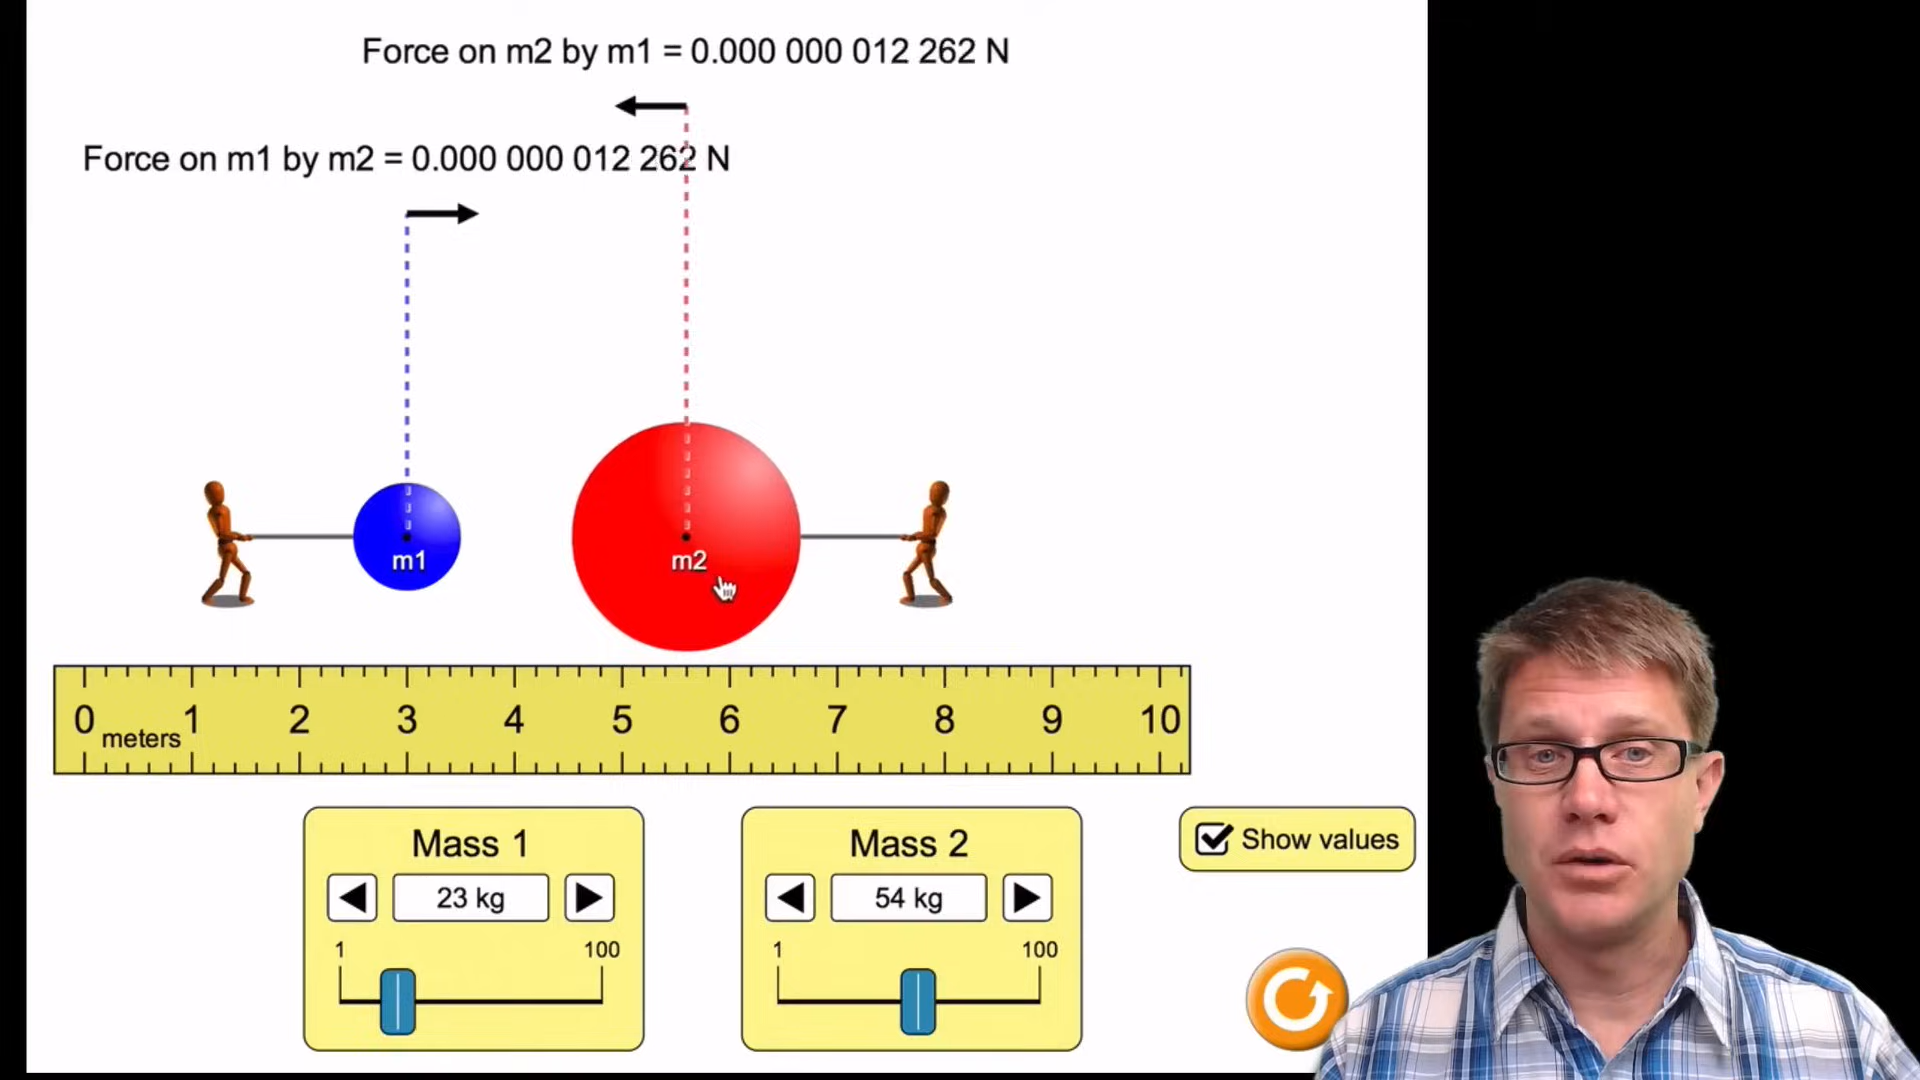 Force on m2 by m1 = 0.000 000 012 262 N
Force on m1 by m2 = 0.000 000 012 262 N
m1
m2
0 1 2 3 4 5 6 7 8 9 10
meters
Mass 1
23 kg
1 100
Mass 2
54 kg
1 100
Show values